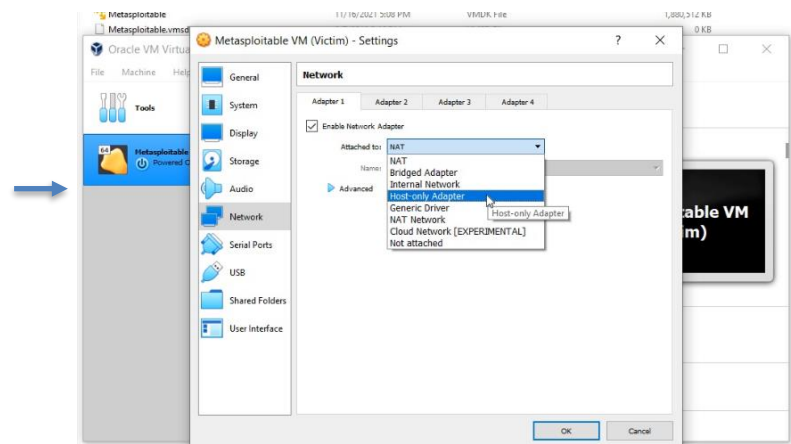 Metasploitable 11/16/2021 5:08 PM VMDK File 1,880,512 KB
Metasploitable.vmsd 0 KB
Oracle VM Virtua
Metasploitable VM (Victim) - Settings ?
File Machine Help
General
Network
Tools
System
Adapter 1 Adapter 2 Adapter 3 Adapter 4
Enable Network Adapter
Display
Attached to: NAT
64
Metasploitable
Powered O
Storage
Name:
NAT
Bridged Adapter
Internal Network
Audio
Advanced
Host-only Adapter
Generic Driver
Host-only Adapter
Network
NAT Network
Cloud Network [EXPERIMENTAL]
Not attached
table VM
im)
Serial Ports
USB
Shared Folders
User Interface
OK Cancel